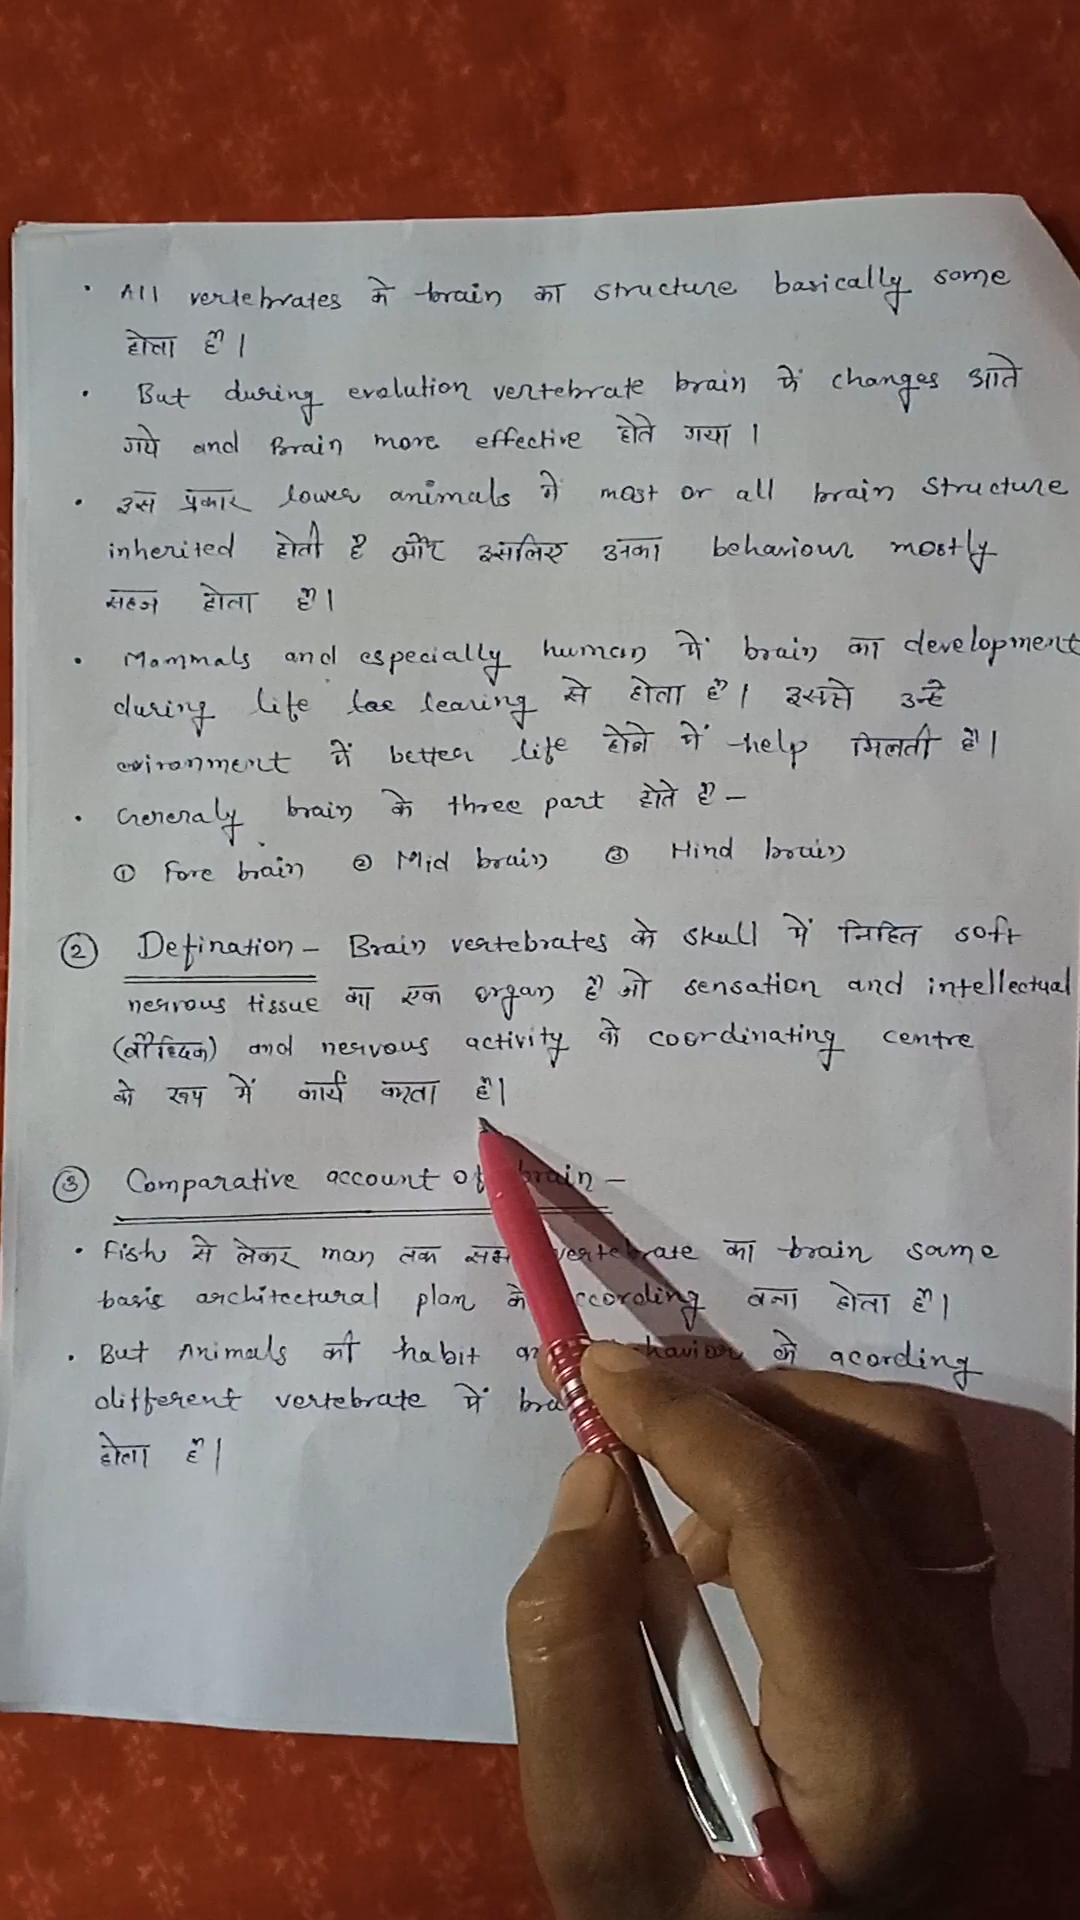 • All vertebrates के brain का structure basically same
होता है।
• But during evolution vertebrate brain में changes आते
गये and Brain more effective होते गया।
• इस प्रकार lower animals में most or all brain structure
inherited होती है और इसलिए उनका behaviour mostly
सहज होता है।
• Mammals and especially human में brain का development
during life learing से होता है। इससे उन्हे
evironment में better life होने में help मिलती है।
• Generaly brain के three part होते है -
① Fore brain ② Mid brain ③ Hind brain
② Defination - Brain vertebrates के skull में निहित soft
nervous tissue का एक organ है जो sensation and intellectual
(बौध्दिक) and nervous activity के coordinating centre
के रूप में कार्य करता है।
③ Comparative account of brain -
• Fish से लेकर man तक सभी vertebrate का brain same
basic architectural plan के according बना होता है।
• But Animals की habit के acording
different vertebrate में
होता है।